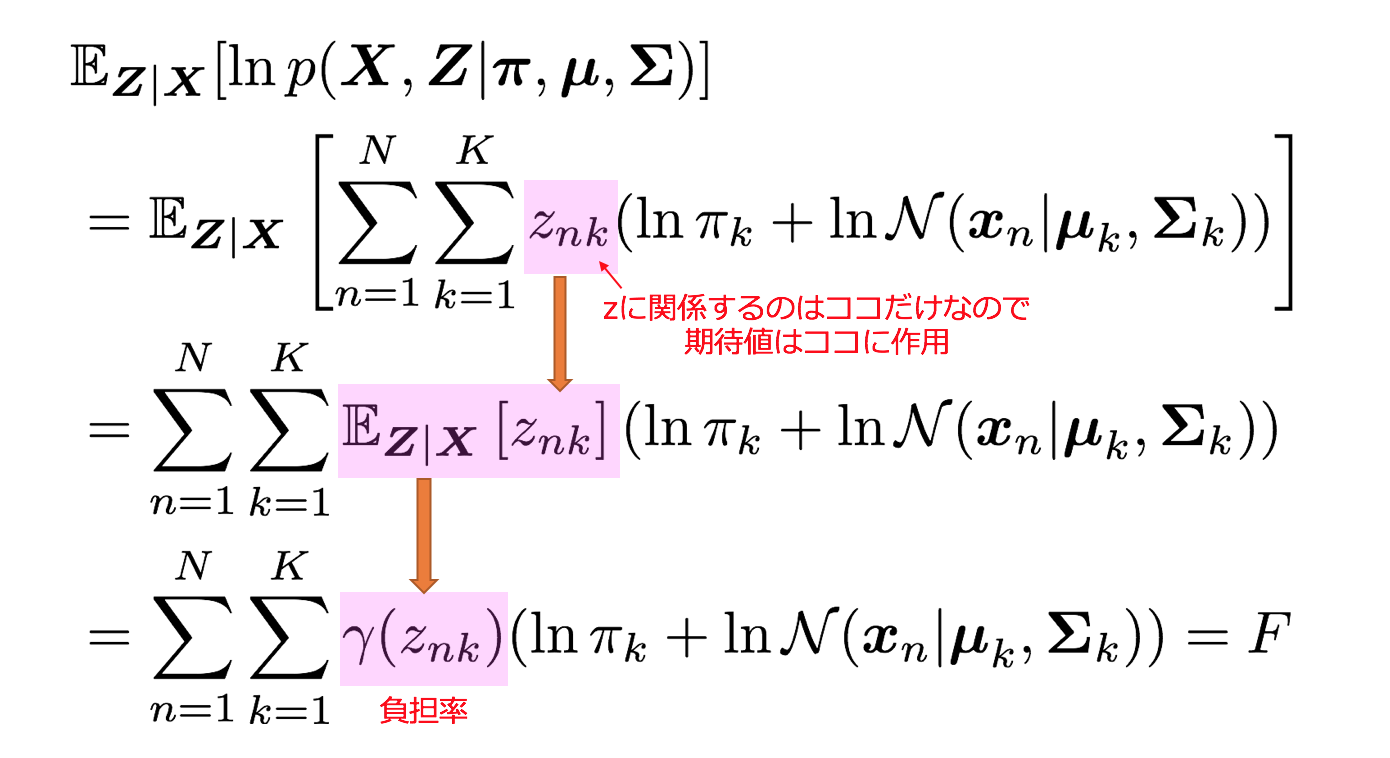 $\mathbb{E}_{\boldsymbol{Z}|\boldsymbol{X}}[\ln p(\boldsymbol{X}, \boldsymbol{Z}|\boldsymbol{\pi}, \boldsymbol{\mu}, \boldsymbol{\Sigma})]$
$= \mathbb{E}_{\boldsymbol{Z}|\boldsymbol{X}} \left[ \sum_{n=1}^{N} \sum_{k=1}^{K} z_{nk} (\ln \pi_k + \ln \mathcal{N}(\boldsymbol{x}_n|\boldsymbol{\mu}_k, \boldsymbol{\Sigma}_k)) \right]$
zに関係するのはココだけなので
期待値はココに作用
$= \sum_{n=1}^{N} \sum_{k=1}^{K} \mathbb{E}_{\boldsymbol{Z}|\boldsymbol{X}} [z_{nk}] (\ln \pi_k + \ln \mathcal{N}(\boldsymbol{x}_n|\boldsymbol{\mu}_k, \boldsymbol{\Sigma}_k))$
$= \sum_{n=1}^{N} \sum_{k=1}^{K} \gamma(z_{nk}) (\ln \pi_k + \ln \mathcal{N}(\boldsymbol{x}_n|\boldsymbol{\mu}_k, \boldsymbol{\Sigma}_k)) = F$
負担率